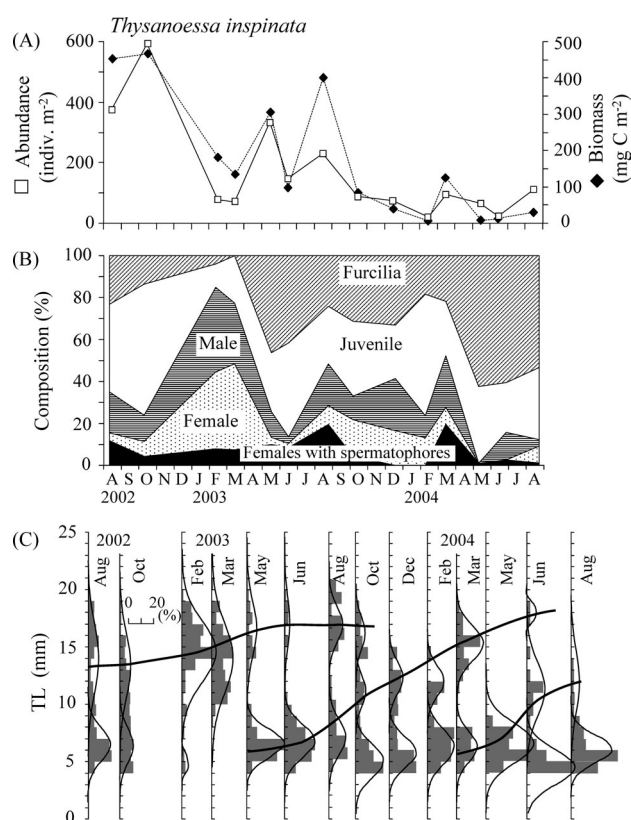 Thysanoessa inspinata
(A)
600
400
200
0
Abundance
(indiv. m-2)
500
400
300
200
100
0
Biomass
(mg C m-2)
(B)
100
80
60
40
20
0
Composition (%)
Furcilia
Male
Juvenile
Female
Females with spermatophores
A S O N D J F M A M J J A S O N D J F M A M J J A
2002 2003 2004
(C)
25
20
15
10
5
0
TL (mm)
2002 2003 2004
Aug Oct Feb Mar May Jun Aug Oct Dec Feb Mar May Jun Aug
0 20
(%)